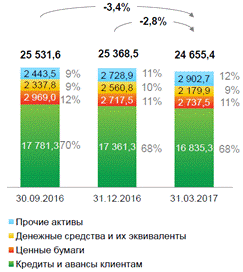 -3,4%
-2,8%
25 531,6 25 368,5 24 655,4
2 443,5 9% 2 728,9 11% 2 902,7 12%
2 337,8 9% 2 560,8 10% 2 179,9 9%
2 969,0 12% 2 717,5 11% 2 737,5 11%
17 781,3 70% 17 361,3 68% 16 835,3 68%
30.09.2016 31.12.2016 31.03.2017
Прочие активы
Денежные средства и их эквиваленты
Ценные бумаги
Кредиты и авансы клиентам